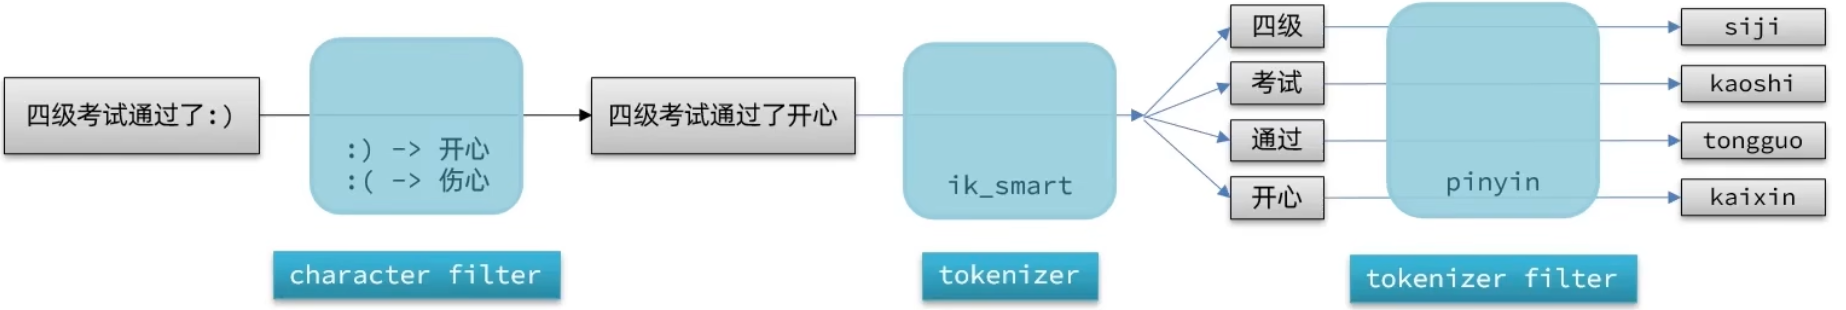 四级考试通过了:)
:) -> 开心
:( -> 伤心
character filter
四级考试通过了开心
ik_smart
tokenizer
四级
考试
通过
开心
pinyin
tokenizer filter
siji
kaoshi
tongguo
kaixin